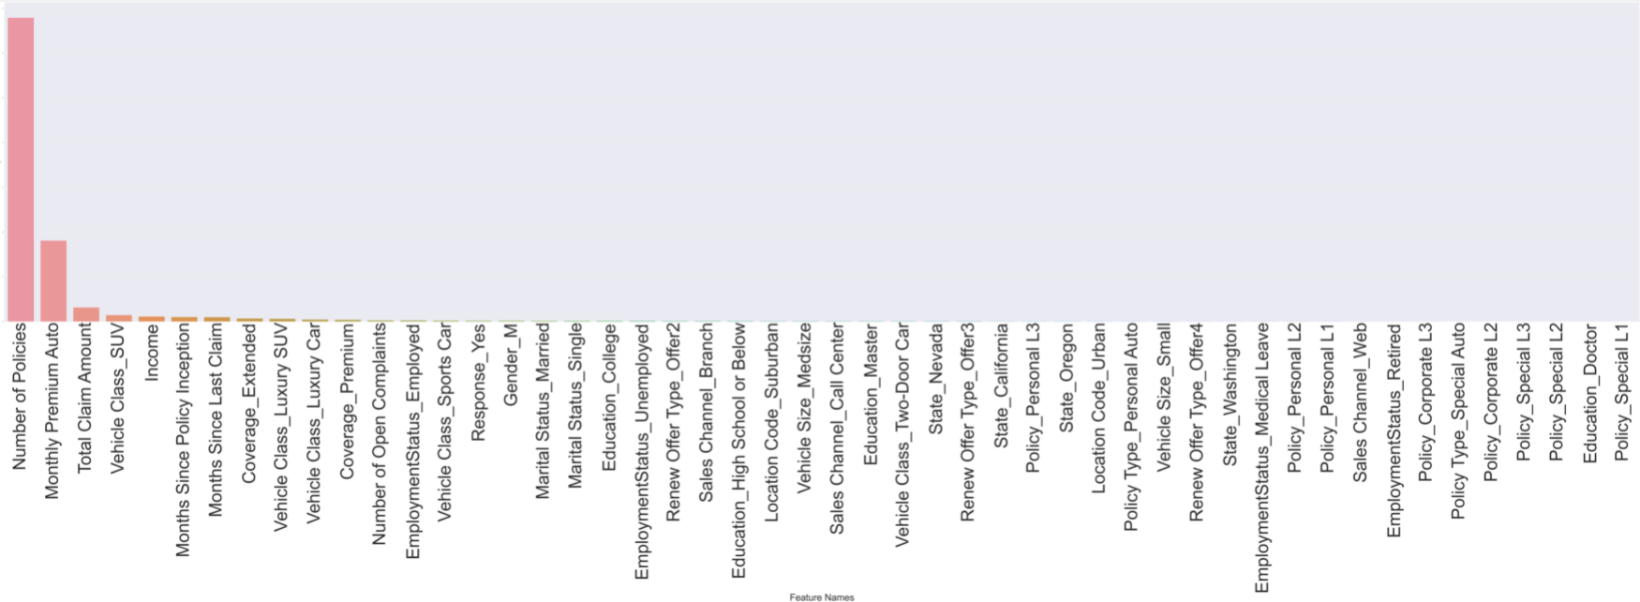 Number of Policies
Monthly Premium Auto
Total Claim Amount
Vehicle Class_SUV
Income
Months Since Policy Inception
Months Since Last Claim
Coverage_Extended
Vehicle Class_Luxury SUV
Vehicle Class_Luxury Car
Coverage_Premium
Number of Open Complaints
EmploymentStatus_Employed
Vehicle Class_Sports Car
Response_Yes
Gender_M
Marital Status_Married
Marital Status_Single
Education_College
EmploymentStatus_Unemployed
Renew Offer Type_Offer2
Sales Channel_Branch
Education_High School or Below
Location Code_Suburban
Vehicle Size_Medsize
Sales Channel_Call Center
Education_Master
Vehicle Class_Two-Door Car
State_Nevada
Renew Offer Type_Offer3
State_California
Policy_Personal L3
State_Oregon
Location Code_Urban
Policy Type_Personal Auto
Vehicle Size_Small
Renew Offer Type_Offer4
State_Washington
EmploymentStatus_Medical Leave
Policy_Personal L2
Policy_Personal L1
Sales Channel_Web
EmploymentStatus_Retired
Policy_Corporate L3
Policy Type_Special Auto
Policy_Corporate L2
Policy_Special L3
Policy_Special L2
Education_Doctor
Policy_Special L1
Feature Names